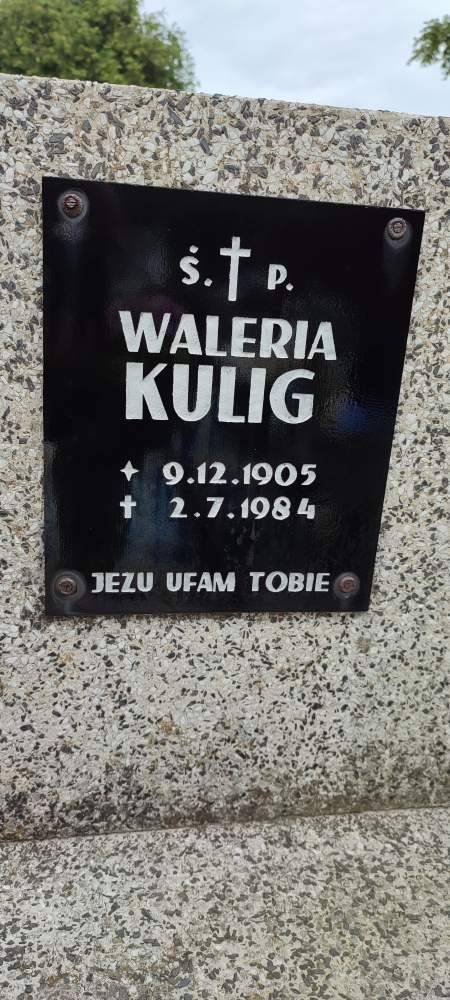 Ś. † P.
WALERIA
KULIG
✦ 9.12.1905
† 2.7.1984
JEZU UFAM TOBIE